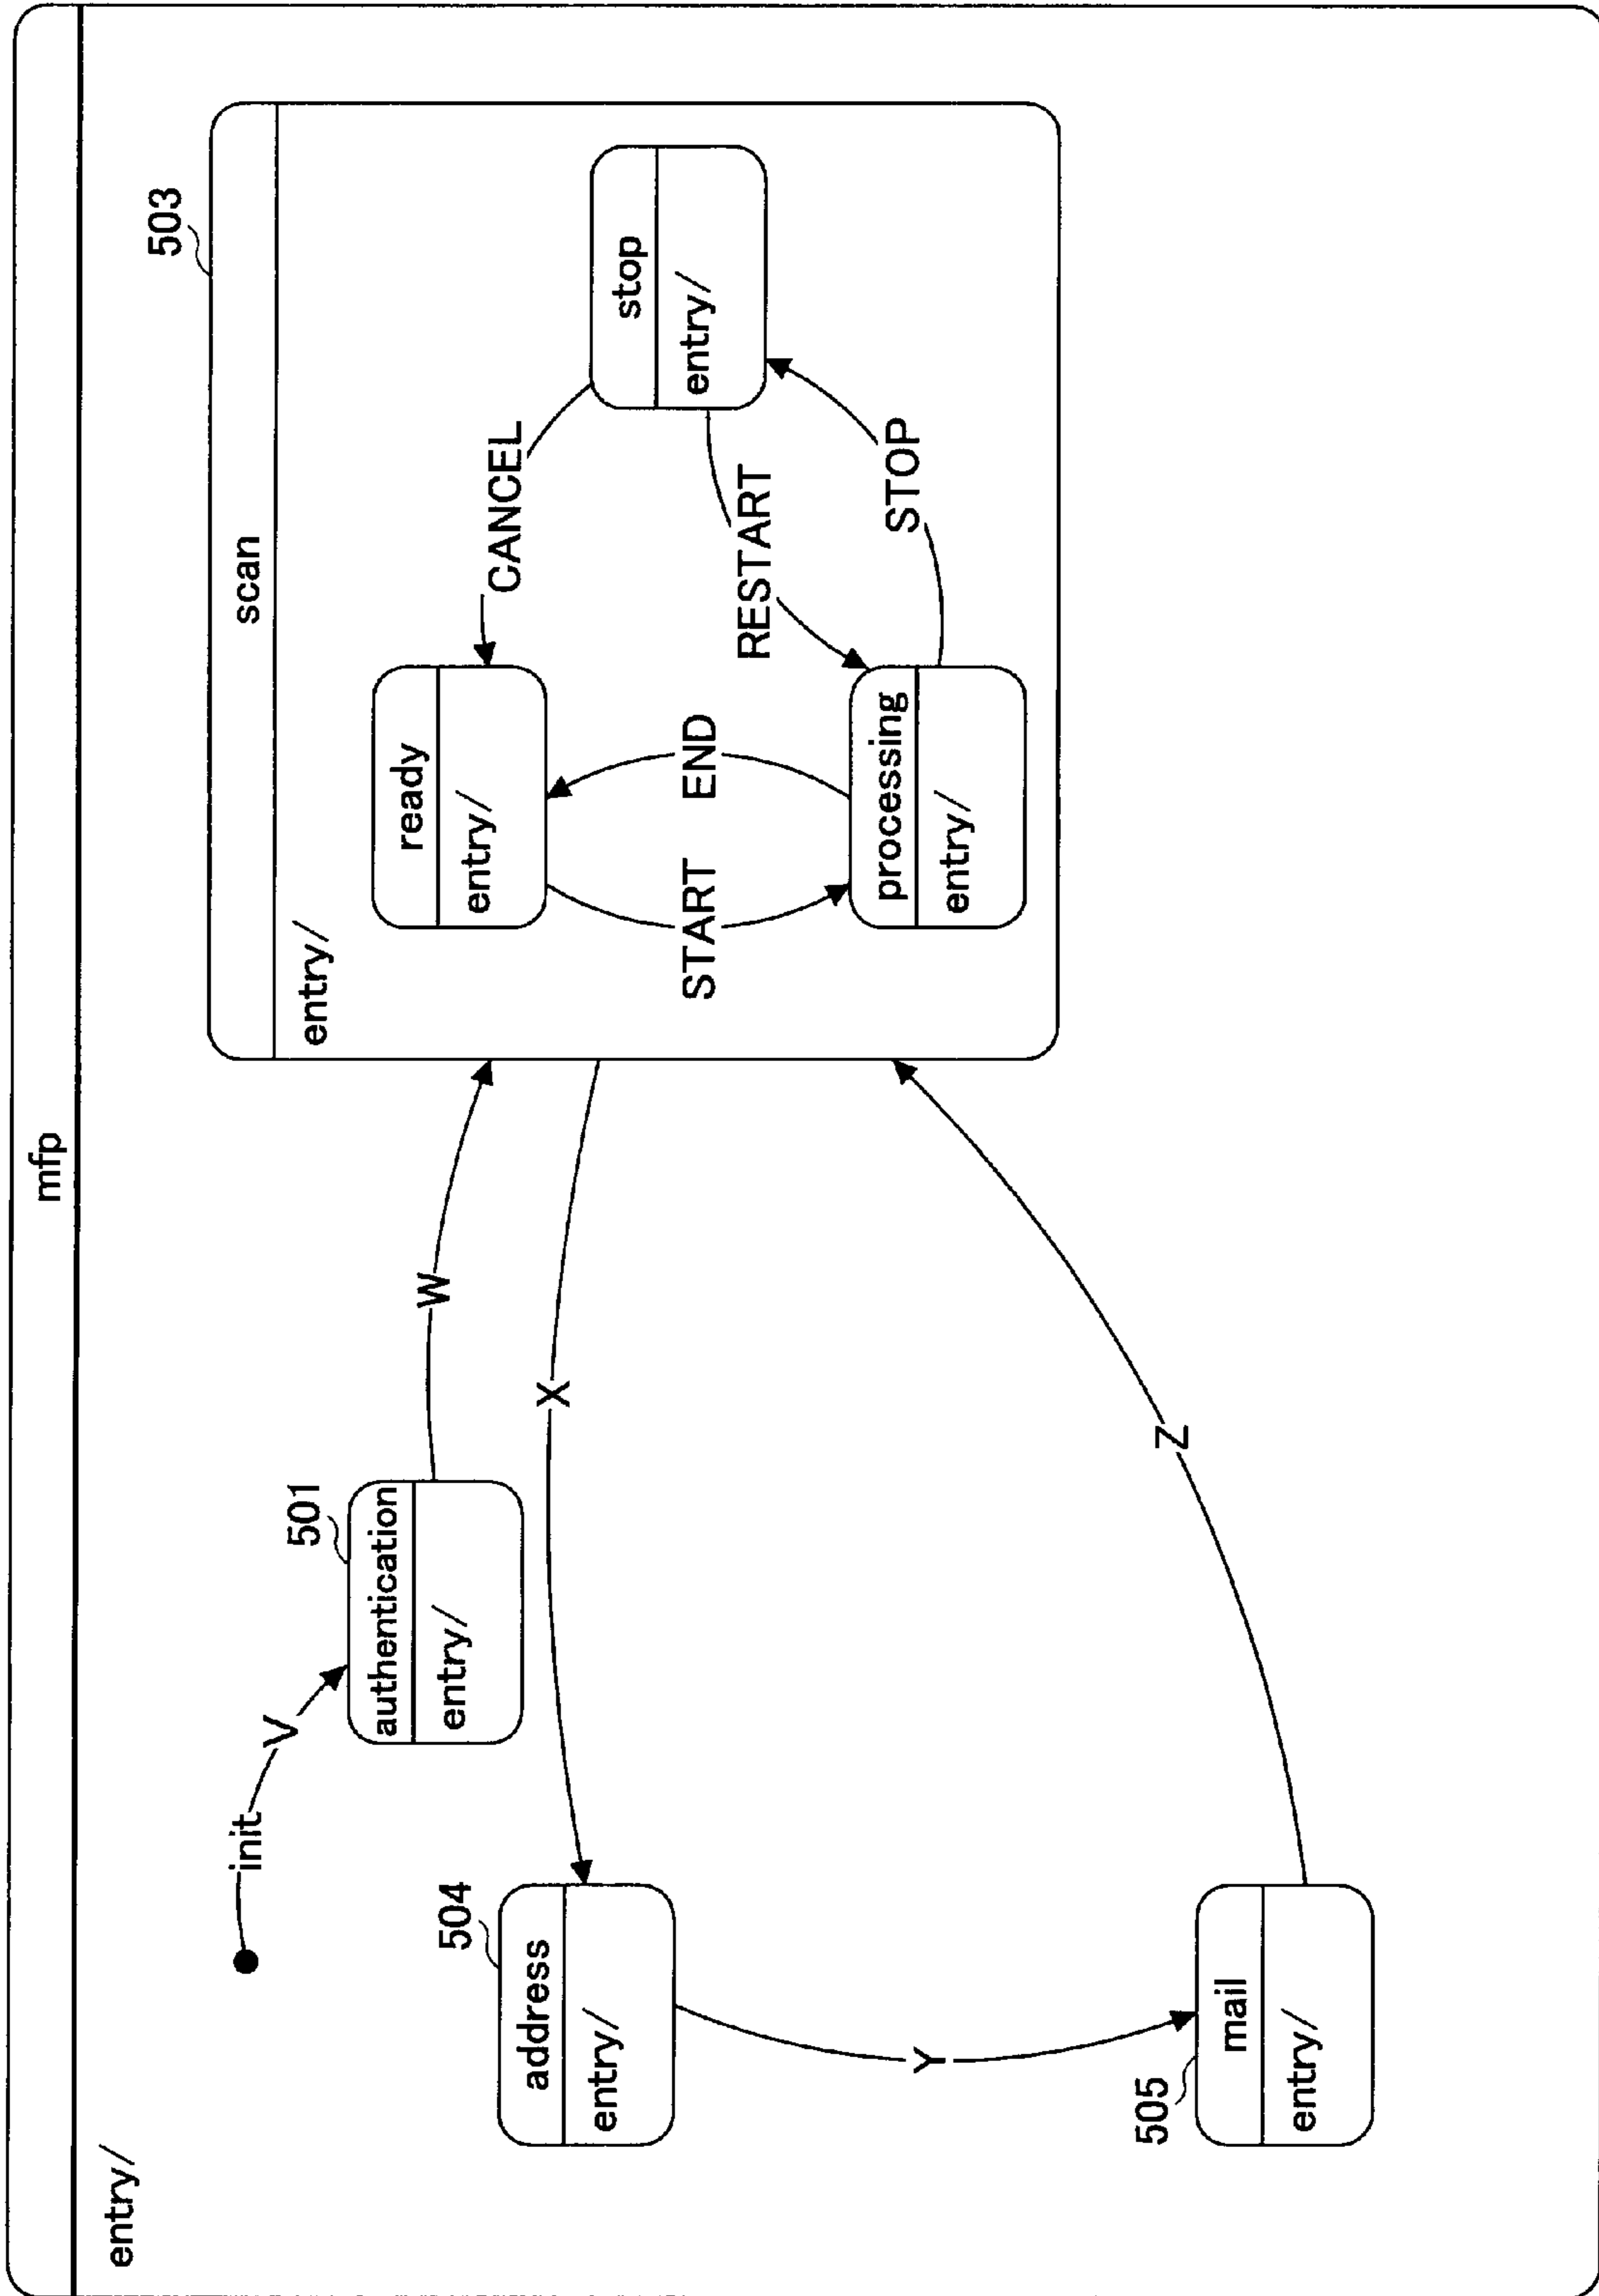 mfp
entry/
init
V
501
authentication
entry/
W
503
scan
entry/
ready
entry/
CANCEL
stop
entry/
START
END
RESTART
STOP
processing
entry/
X
504
address
entry/
Y
505
mail
entry/
Z